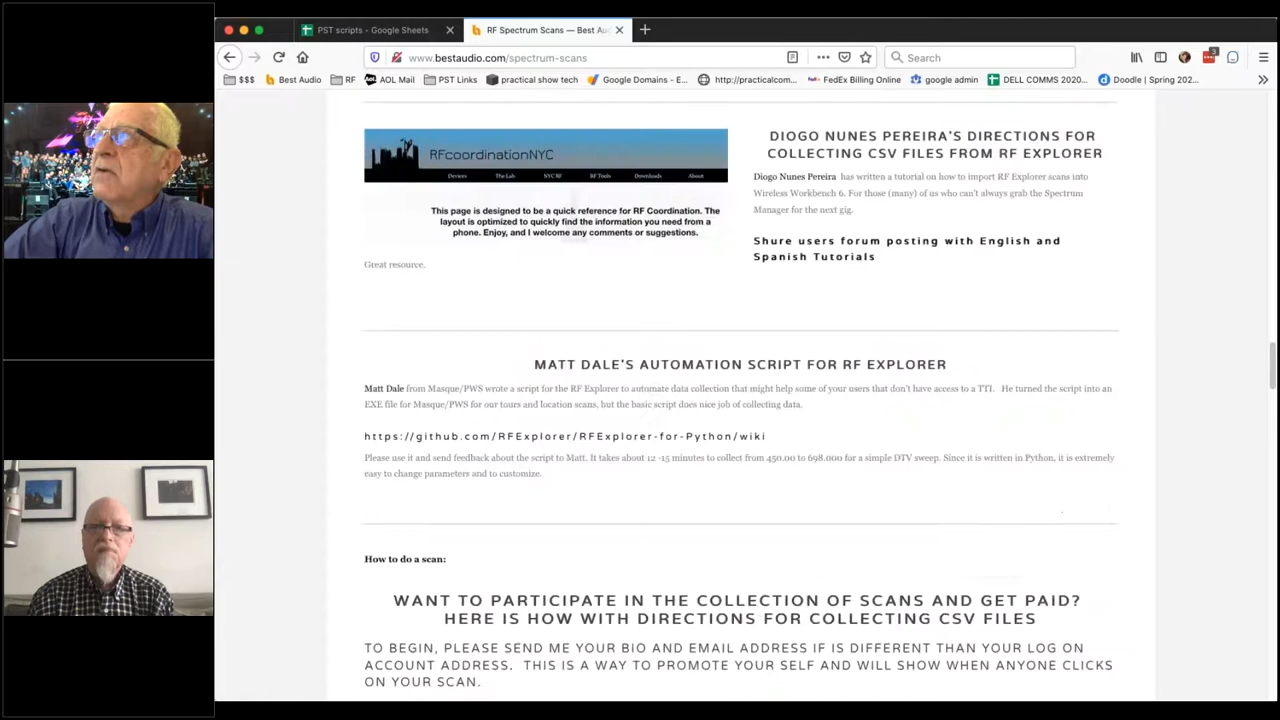 PST scripts - Google Sheets
RF Spectrum Scans — Best Au
www.bestaudio.com/spectrum-scans
Search
3
$$$
Best Audio
RF
AOL Mail
PST Links
practical show tech
Google Domains - E...
http://practicalcom...
FedEx Billing Online
google admin
DELL COMMS 2020...
Doodle | Spring 202...
RFcoordinationNYC
Devices
The Lab
NYC RF
RF Tools
Downloads
About
This page is designed to be a quick reference for RF Coordination. The
layout is optimized to quickly find the information you need from a
phone. Enjoy, and I welcome any comments or suggestions.
Great resource.
DIOGO NUNES PEREIRA'S DIRECTIONS FOR
COLLECTING CSV FILES FROM RF EXPLORER
Diogo Nunes Pereira has written a tutorial on how to import RF Explorer scans into
Wireless Workbench 6. For those (many) of us who can't always grab the Spectrum
Manager for the next gig.
Shure users forum posting with English and
Spanish Tutorials
MATT DALE'S AUTOMATION SCRIPT FOR RF EXPLORER
Matt Dale from Masque/PWS wrote a script for the RF Explorer to automate data collection that might help some of your users that don't have access to a TTI. He turned the script into an
EXE file for Masque/PWS for our tours and location scans, but the basic script does nice job of collecting data.
https://github.com/RFExplorer/RFExplorer-for-Python/wiki
Please use it and send feedback about the script to Matt. It takes about 12 -15 minutes to collect from 450.00 to 698.000 for a simple DTV sweep. Since it is written in Python, it is extremely
easy to change parameters and to customize.
How to do a scan:
WANT TO PARTICIPATE IN THE COLLECTION OF SCANS AND GET PAID?
HERE IS HOW WITH DIRECTIONS FOR COLLECTING CSV FILES
TO BEGIN, PLEASE SEND ME YOUR BIO AND EMAIL ADDRESS IF IS DIFFERENT THAN YOUR LOG ON
ACCOUNT ADDRESS. THIS IS A WAY TO PROMOTE YOUR SELF AND WILL SHOW WHEN ANYONE CLICKS
ON YOUR SCAN.